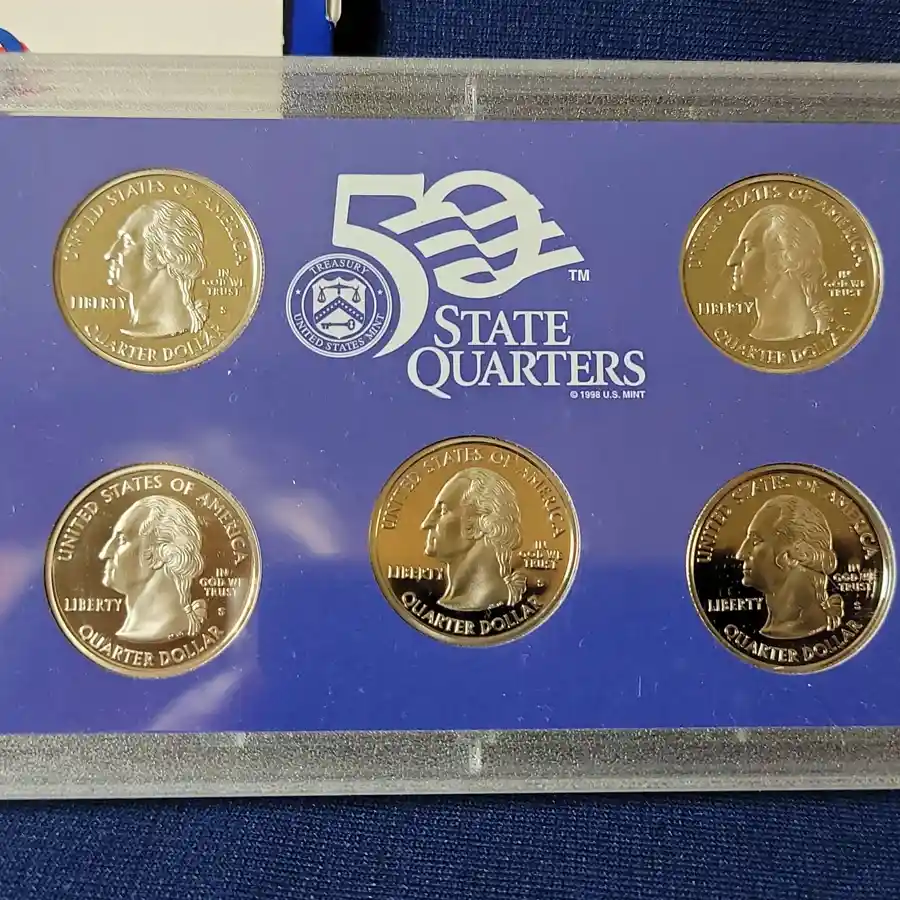 UNITED STATES OF AMERICA
IN
GOD WE
TRUST
LIBERTY
S
QUARTER DOLLAR
50
TM
TREASURY
UNITED STATES MINT
STATE
QUARTERS
© 1998 U.S. MINT
UNITED STATES OF AMERICA
IN
GOD WE
TRUST
LIBERTY
S
QUARTER DOLLAR
UNITED STATES OF AMERICA
IN
GOD WE
TRUST
LIBERTY
S
QUARTER DOLLAR
UNITED STATES OF AMERICA
IN
GOD WE
TRUST
LIBERTY
S
QUARTER DOLLAR
UNITED STATES OF AMERICA
IN
GOD WE
TRUST
LIBERTY
S
QUARTER DOLLAR